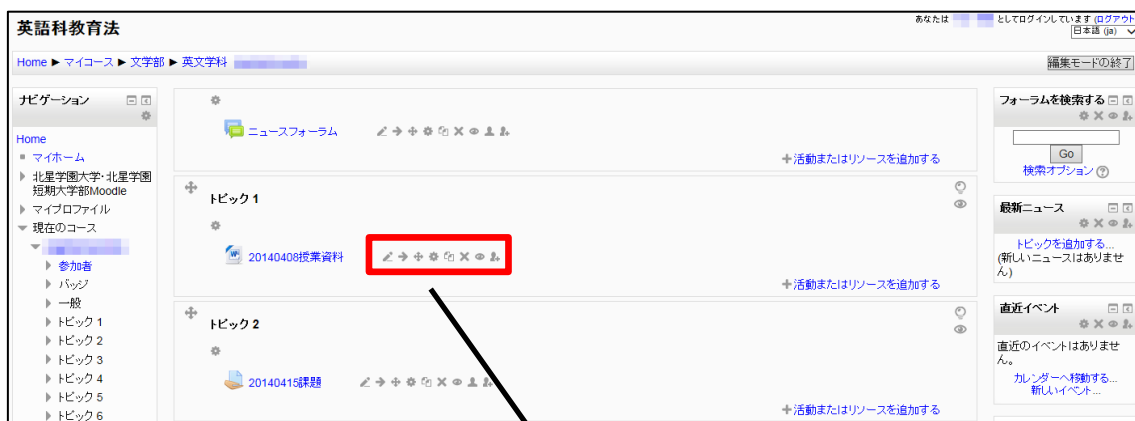 英語科教育法
あなたは としてログインしています (ログアウト
日本語 (ja)
Home ▶ マイコース ▶ 文学部 ▶ 英文学科
編集モードの終了
ナビゲーション
Home
マイホーム
北星学園大学・北星学園
短期大学部Moodle
マイプロファイル
現在のコース
参加者
バッジ
一般
トピック 1
トピック 2
トピック 3
トピック 4
トピック 5
トピック 6
ニュースフォーラム
+活動またはリソースを追加する
トピック 1
20140408授業資料
+活動またはリソースを追加する
トピック 2
20140415課題
+活動またはリソースを追加する
フォーラムを検索する
Go
検索オプション
最新ニュース
トピックを追加する...
(新しいニュースはありませ
ん)
直近イベント
直近のイベントはありませ
ん。
カレンダーへ移動する...
新しいイベント...